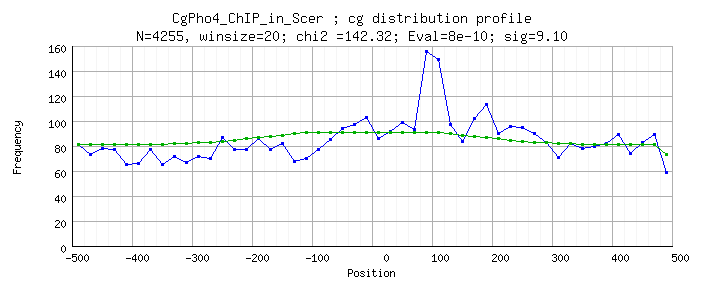 CgPho4_ChIP_in_Scer ; cg distribution profile
N=4255, winsize=20; chi2 =142.32; Eval=8e-10; sig=9.10
160
140
120
100
80
60
40
20
0
Frequency
-500 -400 -300 -200 -100 0 100 200 300 400 500
Position